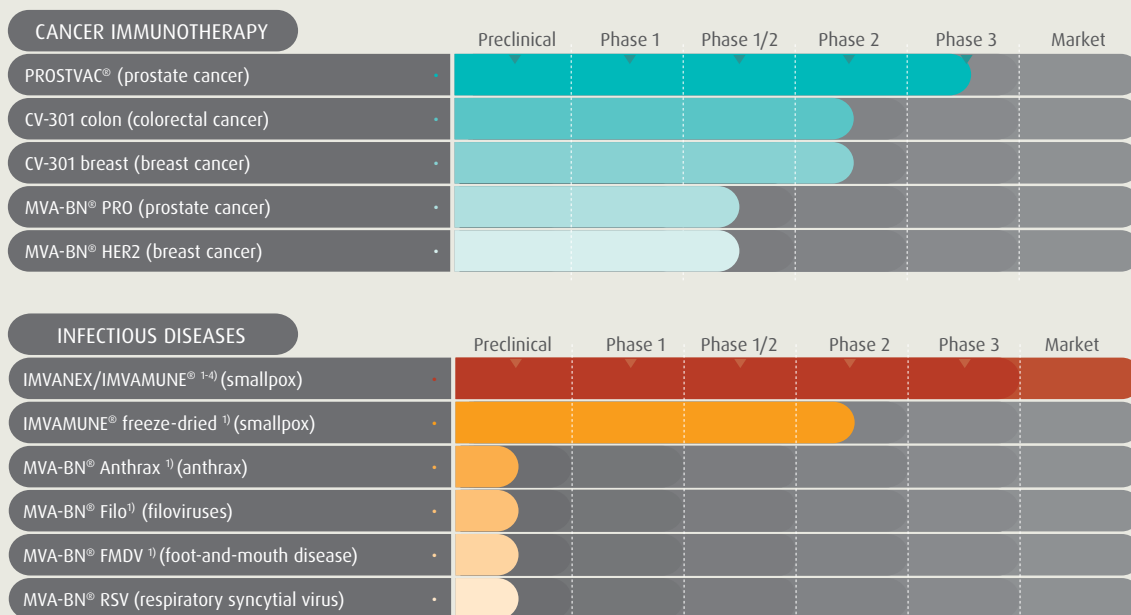 CANCER IMMUNOTHERAPY
Preclinical Phase 1 Phase 1/2 Phase 2 Phase 3 Market
PROSTVAC® (prostate cancer)
CV-301 colon (colorectal cancer)
CV-301 breast (breast cancer)
MVA-BN® PRO (prostate cancer)
MVA-BN® HER2 (breast cancer)
INFECTIOUS DISEASES
Preclinical Phase 1 Phase 1/2 Phase 2 Phase 3 Market
IMVANEX/IMVAMUNE® 1-4) (smallpox)
IMVAMUNE® freeze-dried 1) (smallpox)
MVA-BN® Anthrax 1) (anthrax)
MVA-BN® Filo1) (filoviruses)
MVA-BN® FMDV 1) (foot-and-mouth disease)
MVA-BN® RSV (respiratory syncytial virus)